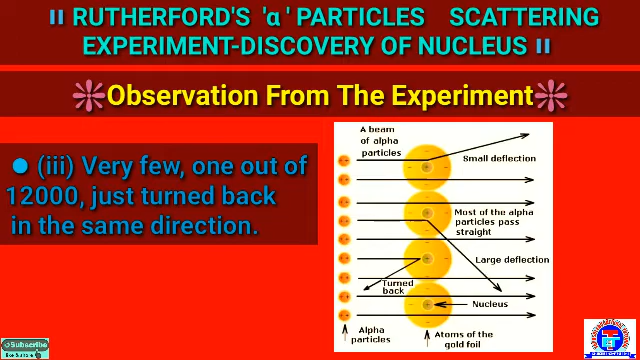 " RUTHERFORD'S 'α' PARTICLES SCATTERING
EXPERIMENT-DISCOVERY OF NUCLEUS "
Observation From The Experiment
(iii) Very few, one out of
12000, just turned back
in the same direction.
A beam
of alpha
particles
Small deflection
Most of the alpha
particles pass
straight
Large deflection
Turned
back
Nucleus
Alpha
particles
Atoms of the
gold foil
Subscribe